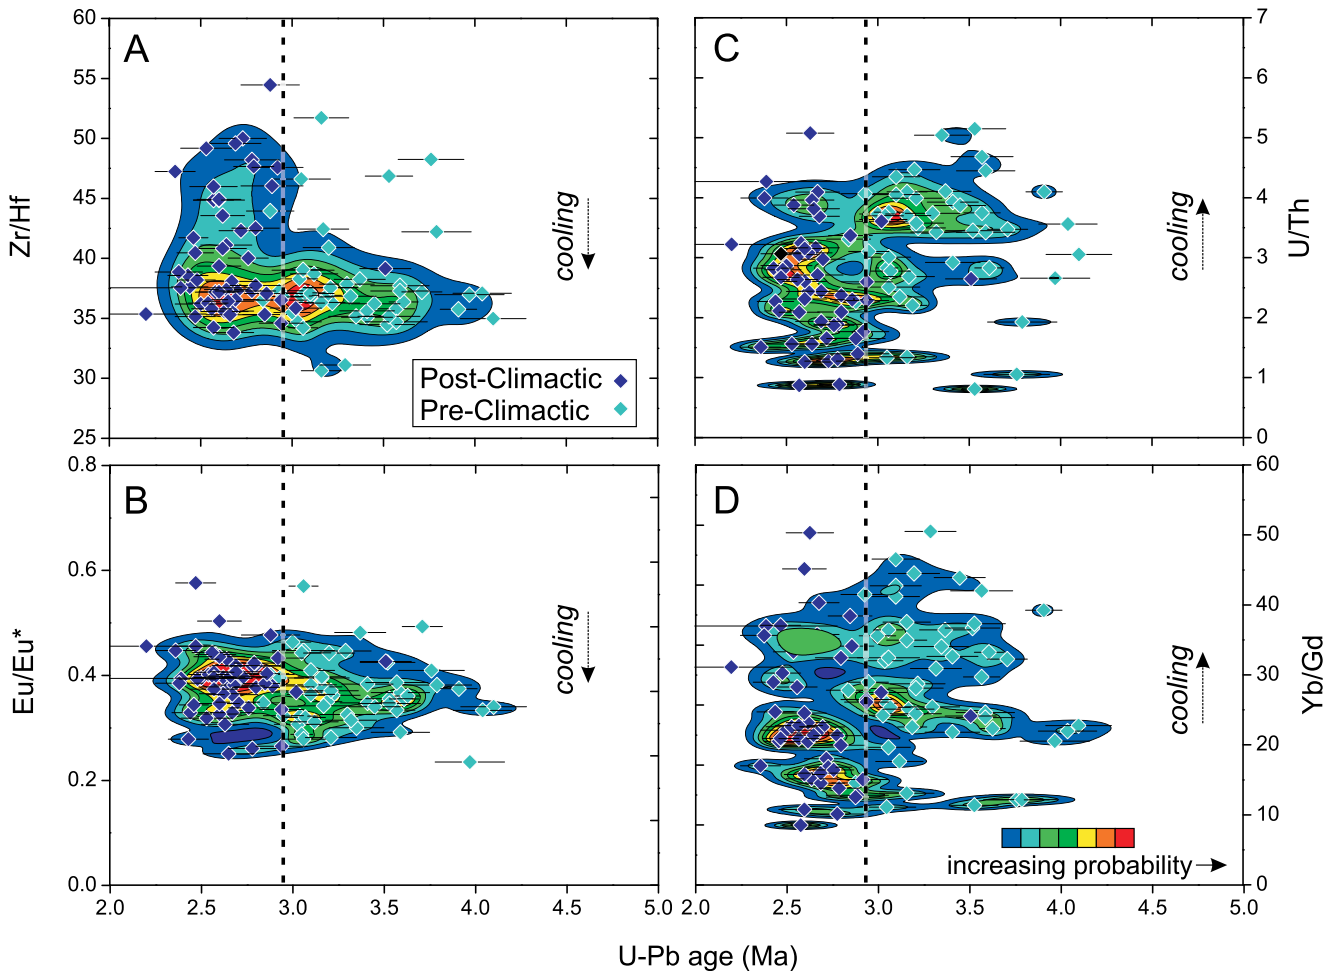 A
60
55
50
45
40
35
30
25
Zr/Hf
cooling
Post-Climactic
Pre-Climactic
C
7
6
5
4
3
2
1
0
U/Th
cooling
B
0.8
0.6
0.4
0.2
0.0
Eu/Eu*
cooling
2.0 2.5 3.0 3.5 4.0 4.5 5.0
D
60
50
40
30
20
10
0
Yb/Gd
cooling
increasing probability
2.0 2.5 3.0 3.5 4.0 4.5 5.0
U-Pb age (Ma)